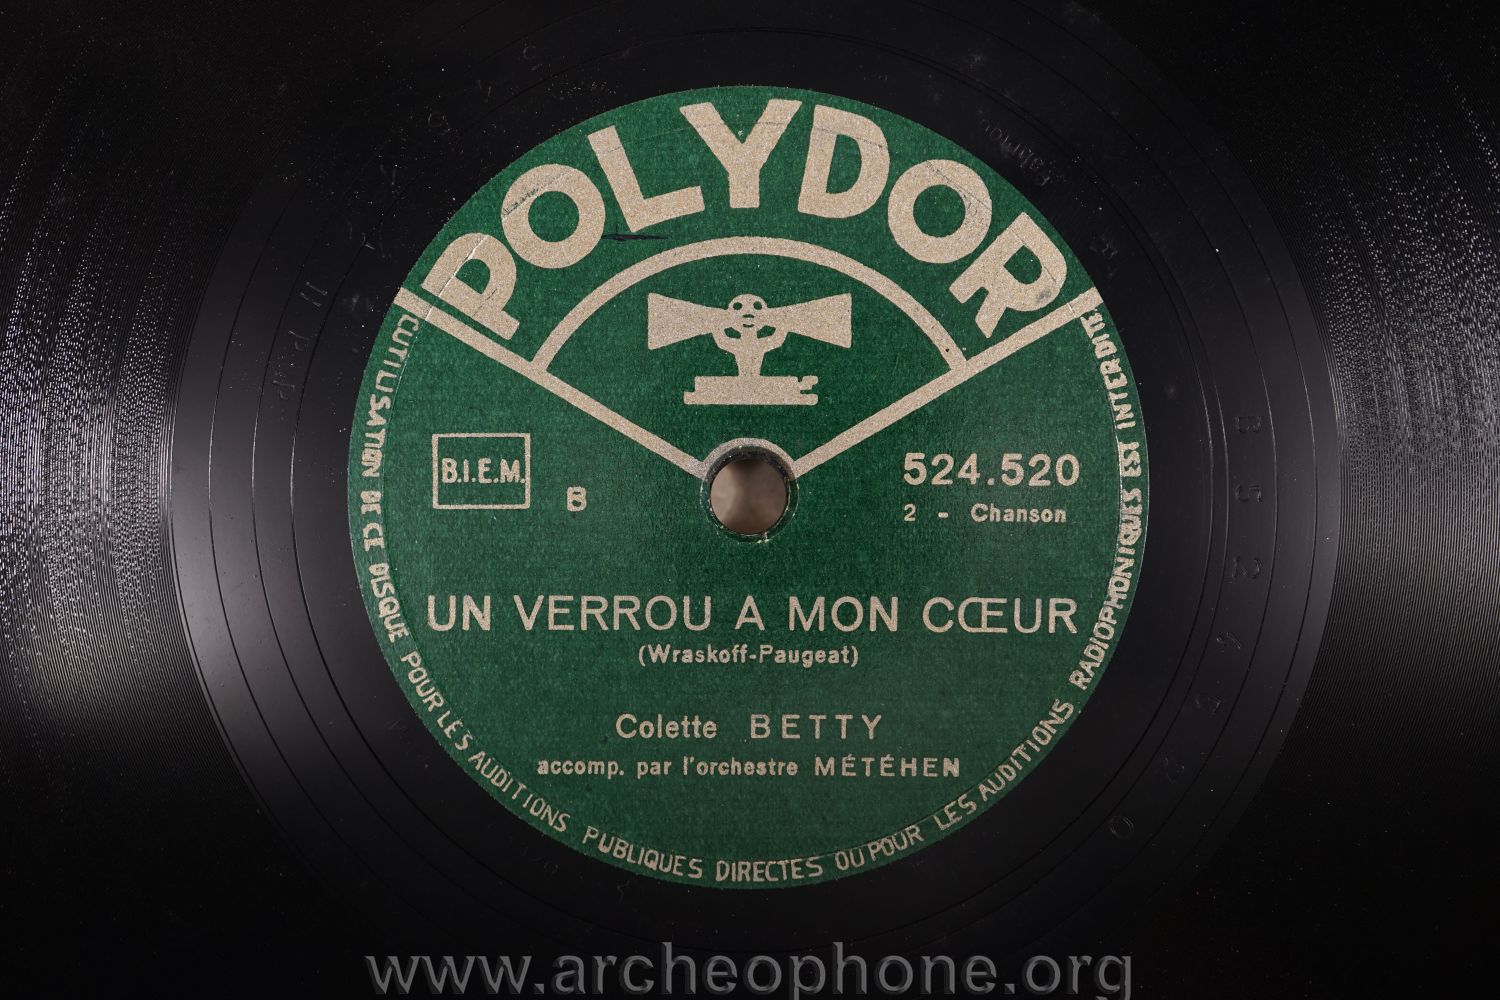 POLYDOR
B.I.E.M.
B
524.520
2 - Chanson
UN VERROU A MON CŒUR
(Wraskoff-Paugeat)
Colette BETTY
accomp. par l'orchestre MÉTÉHEN
L'UTILISATION DE CE DISQUE POUR LES AUDITIONS PUBLIQUES DIRECTES OU POUR LES AUDITIONS RADIOPHONIQUES EST INTERDITE
www.archeophone.org